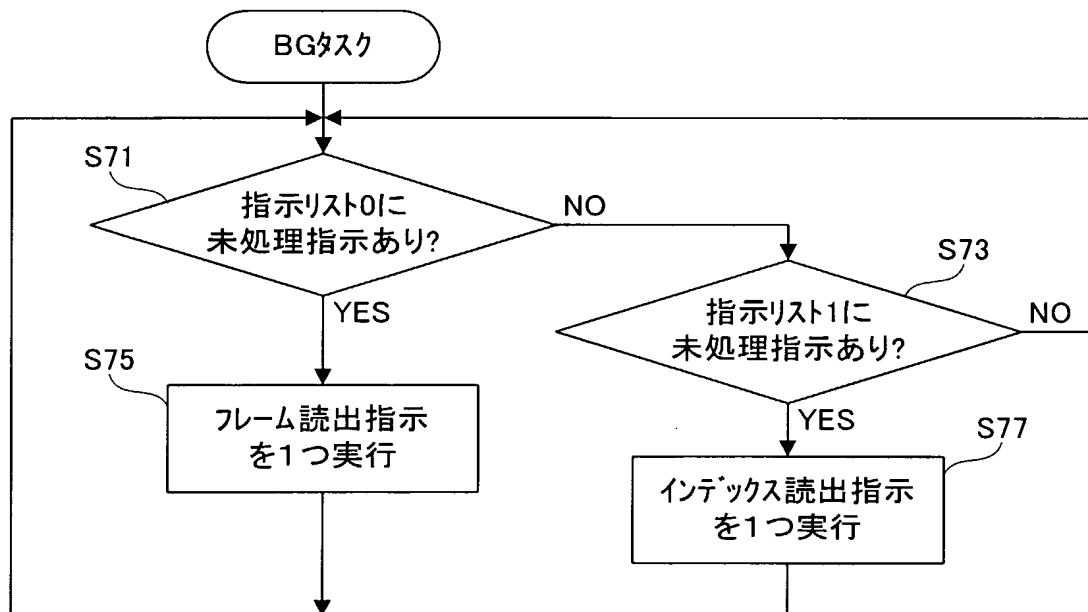 BGﾀｽｸ
S71
指示ﾘｽﾄ0に
未処理指示あり?
NO
YES
S73
指示ﾘｽﾄ1に
未処理指示あり?
NO
YES
S75
ﾌﾚｰﾑ読出指示
を1つ実行
S77
ｲﾝﾃﾞｯｸｽ読出指示
を1つ実行